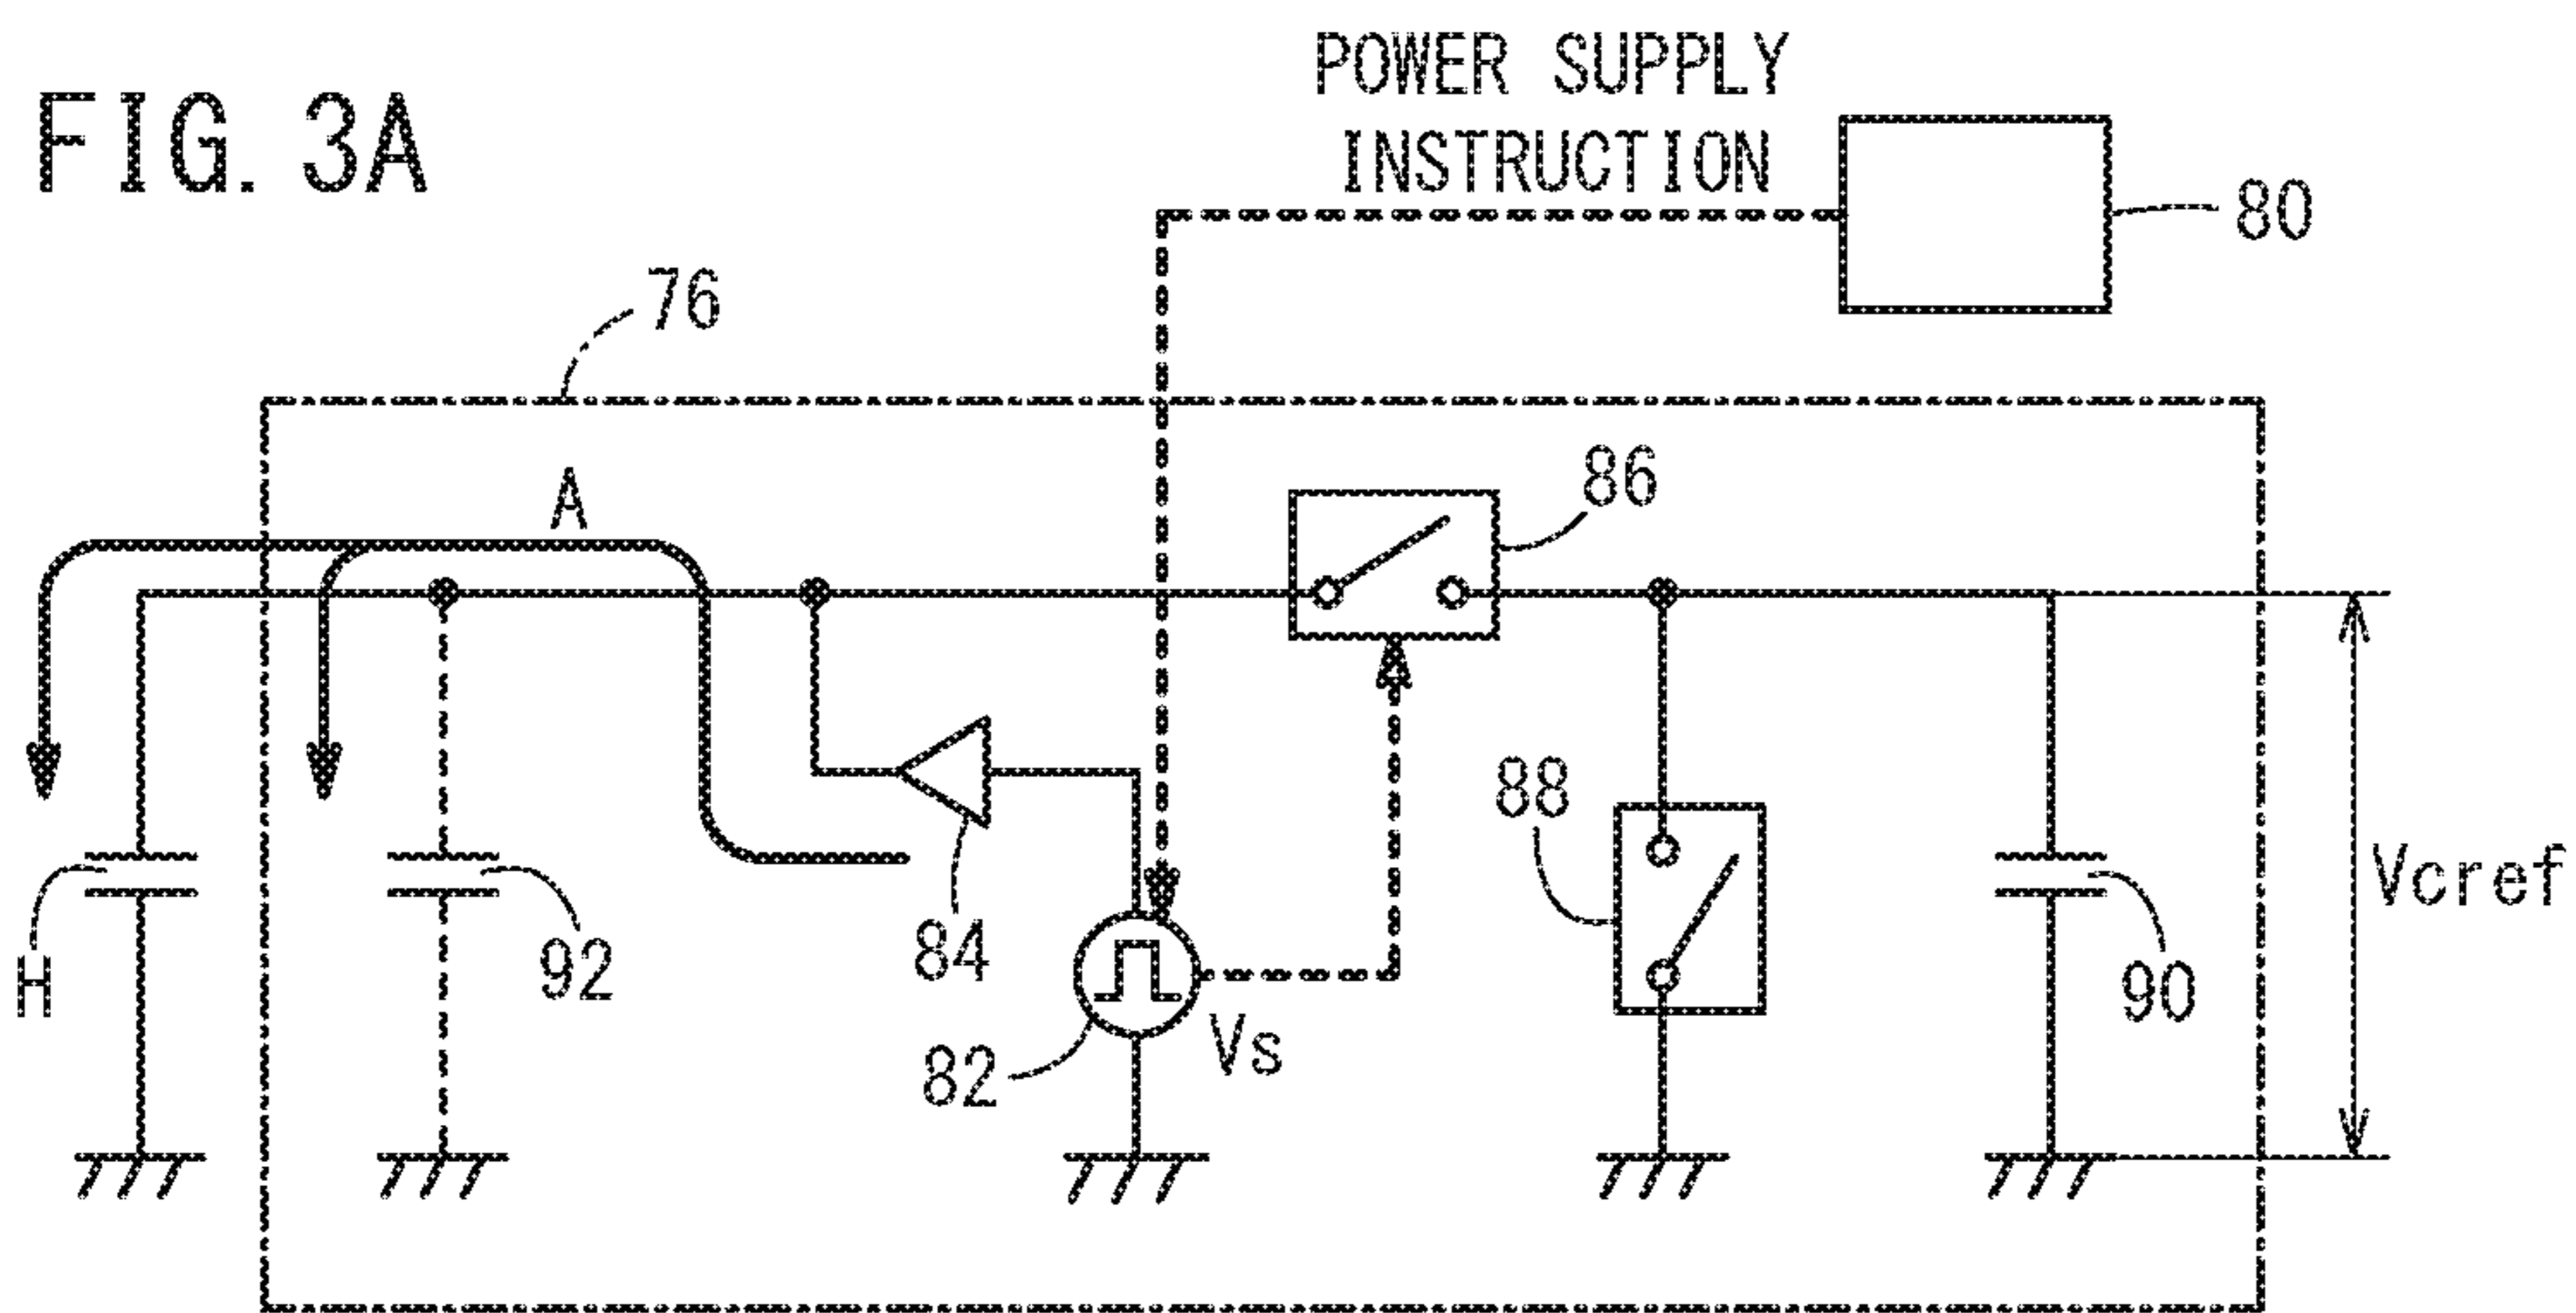 FIG. 3A
POWER SUPPLY
INSTRUCTION
80
76
A
86
88
84
Vcref
H
92
82
Vs
90